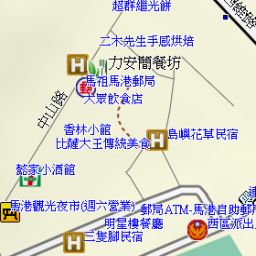 超群繼光餅
二木先生手感烘焙
力安簡餐坊
馬祖馬港郵局
大眾飲食店
中山路
香林小館
比薩大王傳統美食
島嶼花草民宿
懿家小酒館
馬港觀光夜市(週六營業)
郵局ATM-馬港自助郵局
明星樓餐廳
西區派出
三隻腳民宿